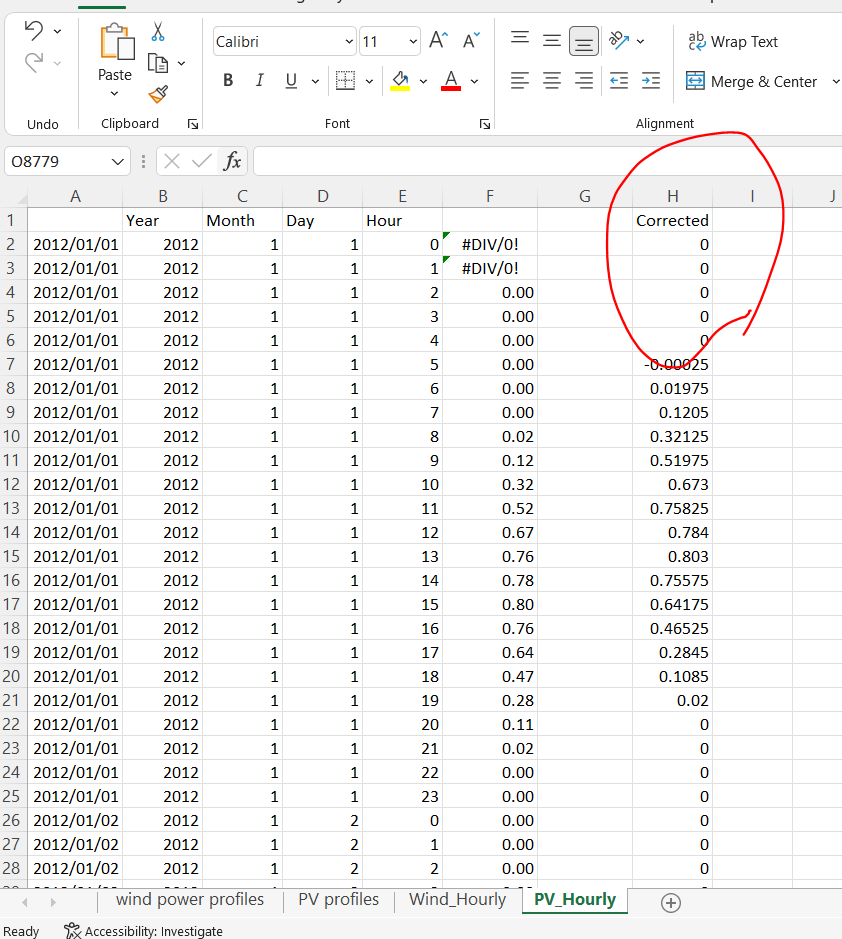 Calibri 11
Wrap Text
Paste
B I U A
Merge & Center
Undo Clipboard Font Alignment
O8779 fx
A B C D E F G H I J
1 Year Month Day Hour Corrected
2 2012/01/01 2012 1 1 0 #DIV/0! 0
3 2012/01/01 2012 1 1 1 #DIV/0! 0
4 2012/01/01 2012 1 1 2 0.00 0
5 2012/01/01 2012 1 1 3 0.00 0
6 2012/01/01 2012 1 1 4 0.00 0
7 2012/01/01 2012 1 1 5 0.00 -0.00025
8 2012/01/01 2012 1 1 6 0.00 0.01975
9 2012/01/01 2012 1 1 7 0.00 0.1205
10 2012/01/01 2012 1 1 8 0.02 0.32125
11 2012/01/01 2012 1 1 9 0.12 0.51975
12 2012/01/01 2012 1 1 10 0.32 0.673
13 2012/01/01 2012 1 1 11 0.52 0.75825
14 2012/01/01 2012 1 1 12 0.67 0.784
15 2012/01/01 2012 1 1 13 0.76 0.803
16 2012/01/01 2012 1 1 14 0.78 0.75575
17 2012/01/01 2012 1 1 15 0.80 0.64175
18 2012/01/01 2012 1 1 16 0.76 0.46525
19 2012/01/01 2012 1 1 17 0.64 0.2845
20 2012/01/01 2012 1 1 18 0.47 0.1085
21 2012/01/01 2012 1 1 19 0.28 0.02
22 2012/01/01 2012 1 1 20 0.11 0
23 2012/01/01 2012 1 1 21 0.02 0
24 2012/01/01 2012 1 1 22 0.00 0
25 2012/01/01 2012 1 1 23 0.00 0
26 2012/01/02 2012 1 2 0 0.00 0
27 2012/01/02 2012 1 2 1 0.00 0
28 2012/01/02 2012 1 2 2 0.00 0
wind power profiles PV profiles Wind_Hourly PV_Hourly
Ready Accessibility: Investigate